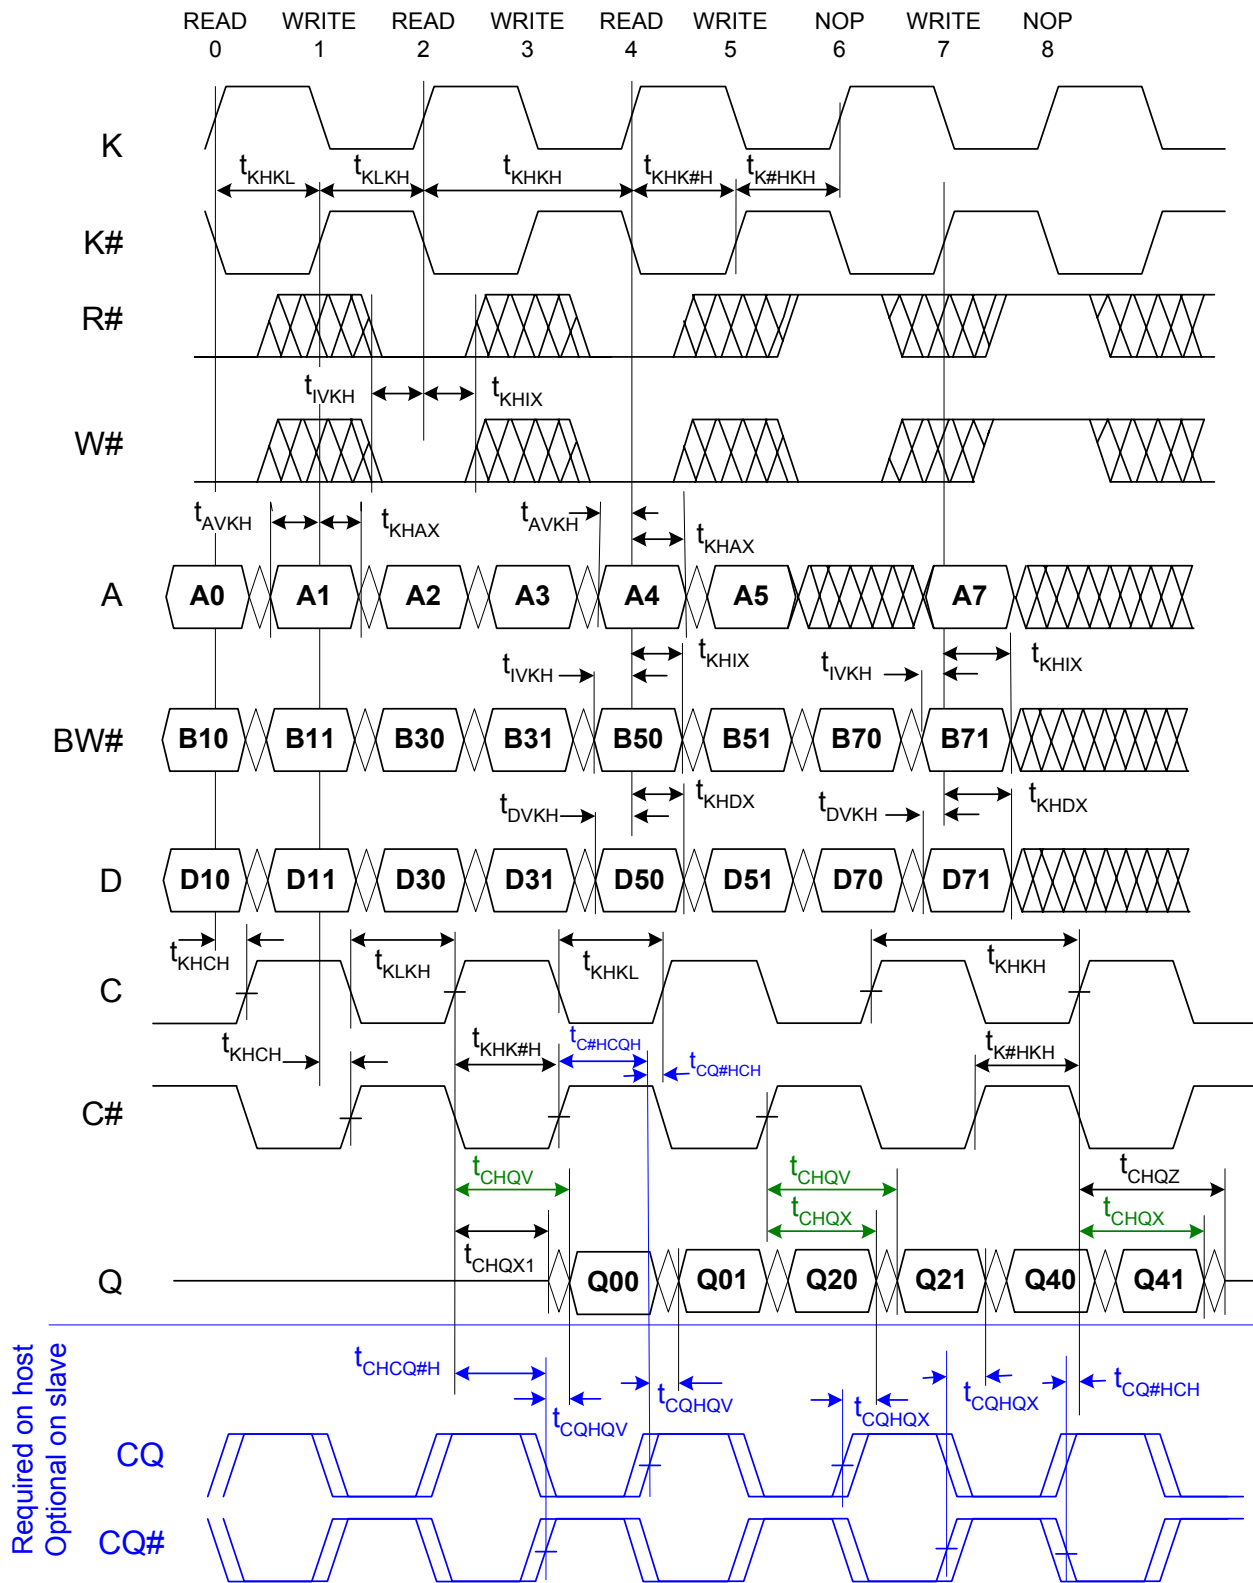 READ WRITE READ WRITE READ WRITE NOP WRITE NOP
0 1 2 3 4 5 6 7 8
K
tKHKL tKLKH tKHKH tKHK#H tK#HKH
K#
R#
tIVKH tKHIX
W#
tAVKH tKHAX tAVKH tKHAX
A A0 A1 A2 A3 A4 A5 A7
tIVKH tKHIX tIVKH tKHIX
BW# B10 B11 B30 B31 B50 B51 B70 B71
tDVKH tKHDX tDVKH tKHDX
D D10 D11 D30 D31 D50 D51 D70 D71
tKHCH tKLKH tKHKL tKHKH
C
tKHCH tKHK#H tC#HCQH tCQ#HCH tK#HKH
C#
tCHQV tCHQV tCHQZ
tCHQX1 tCHQX tCHQX
Q Q00 Q01 Q20 Q21 Q40 Q41
Required on host
Optional on slave
tCHCQ#H tCQHQV tCQHQV tCQHQX tCQHQX tCQ#HCH
CQ
CQ#